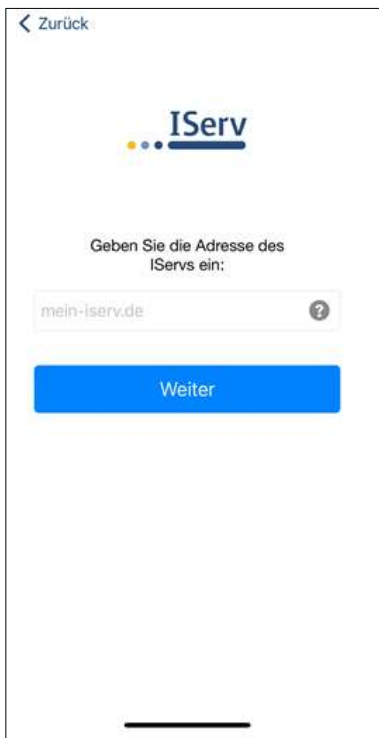 Zurück
IServ
Geben Sie die Adresse des
IServs ein:
mein-iserv.de
?
Weiter